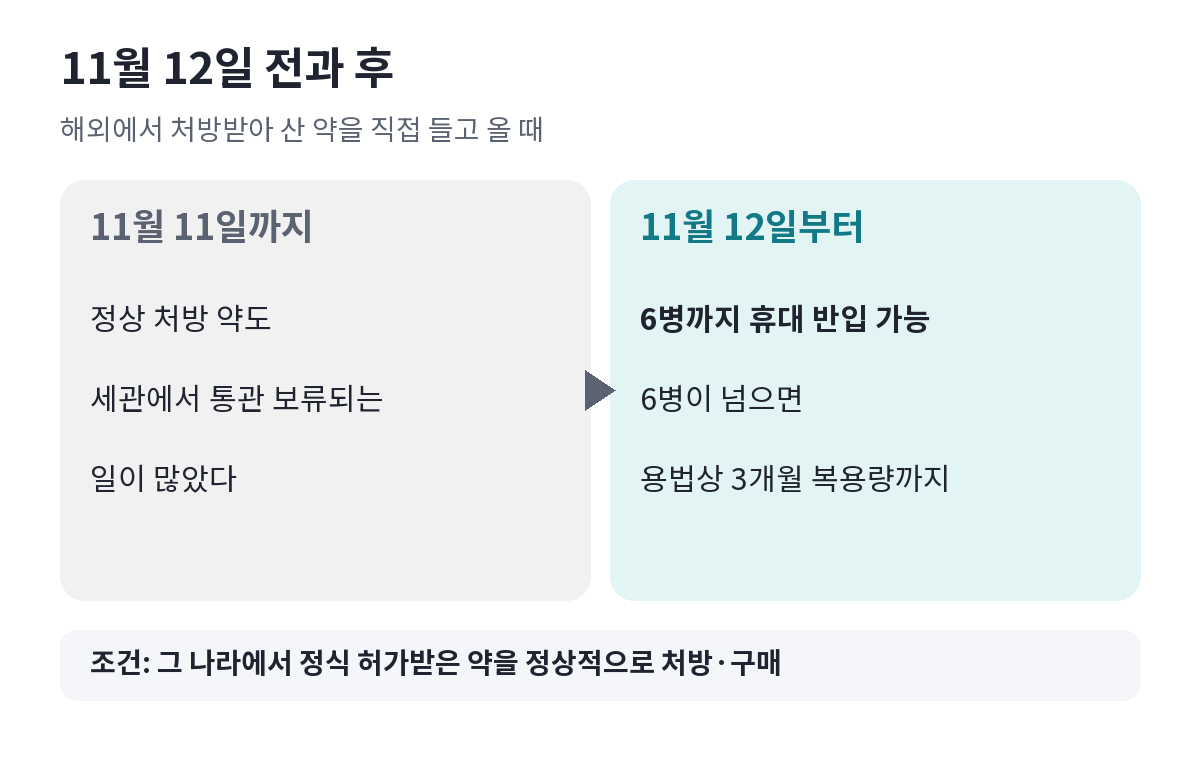 11월 12일 전과 후
해외에서 처방받아 산 약을 직접 들고 올 때
11월 11일까지
정상 처방 약도
세관에서 통관 보류되는
일이 많았다
11월 12일부터
6병까지 휴대 반입 가능
6병이 넘으면
용법상 3개월 복용량까지
조건: 그 나라에서 정식 허가받은 약을 정상적으로 처방·구매